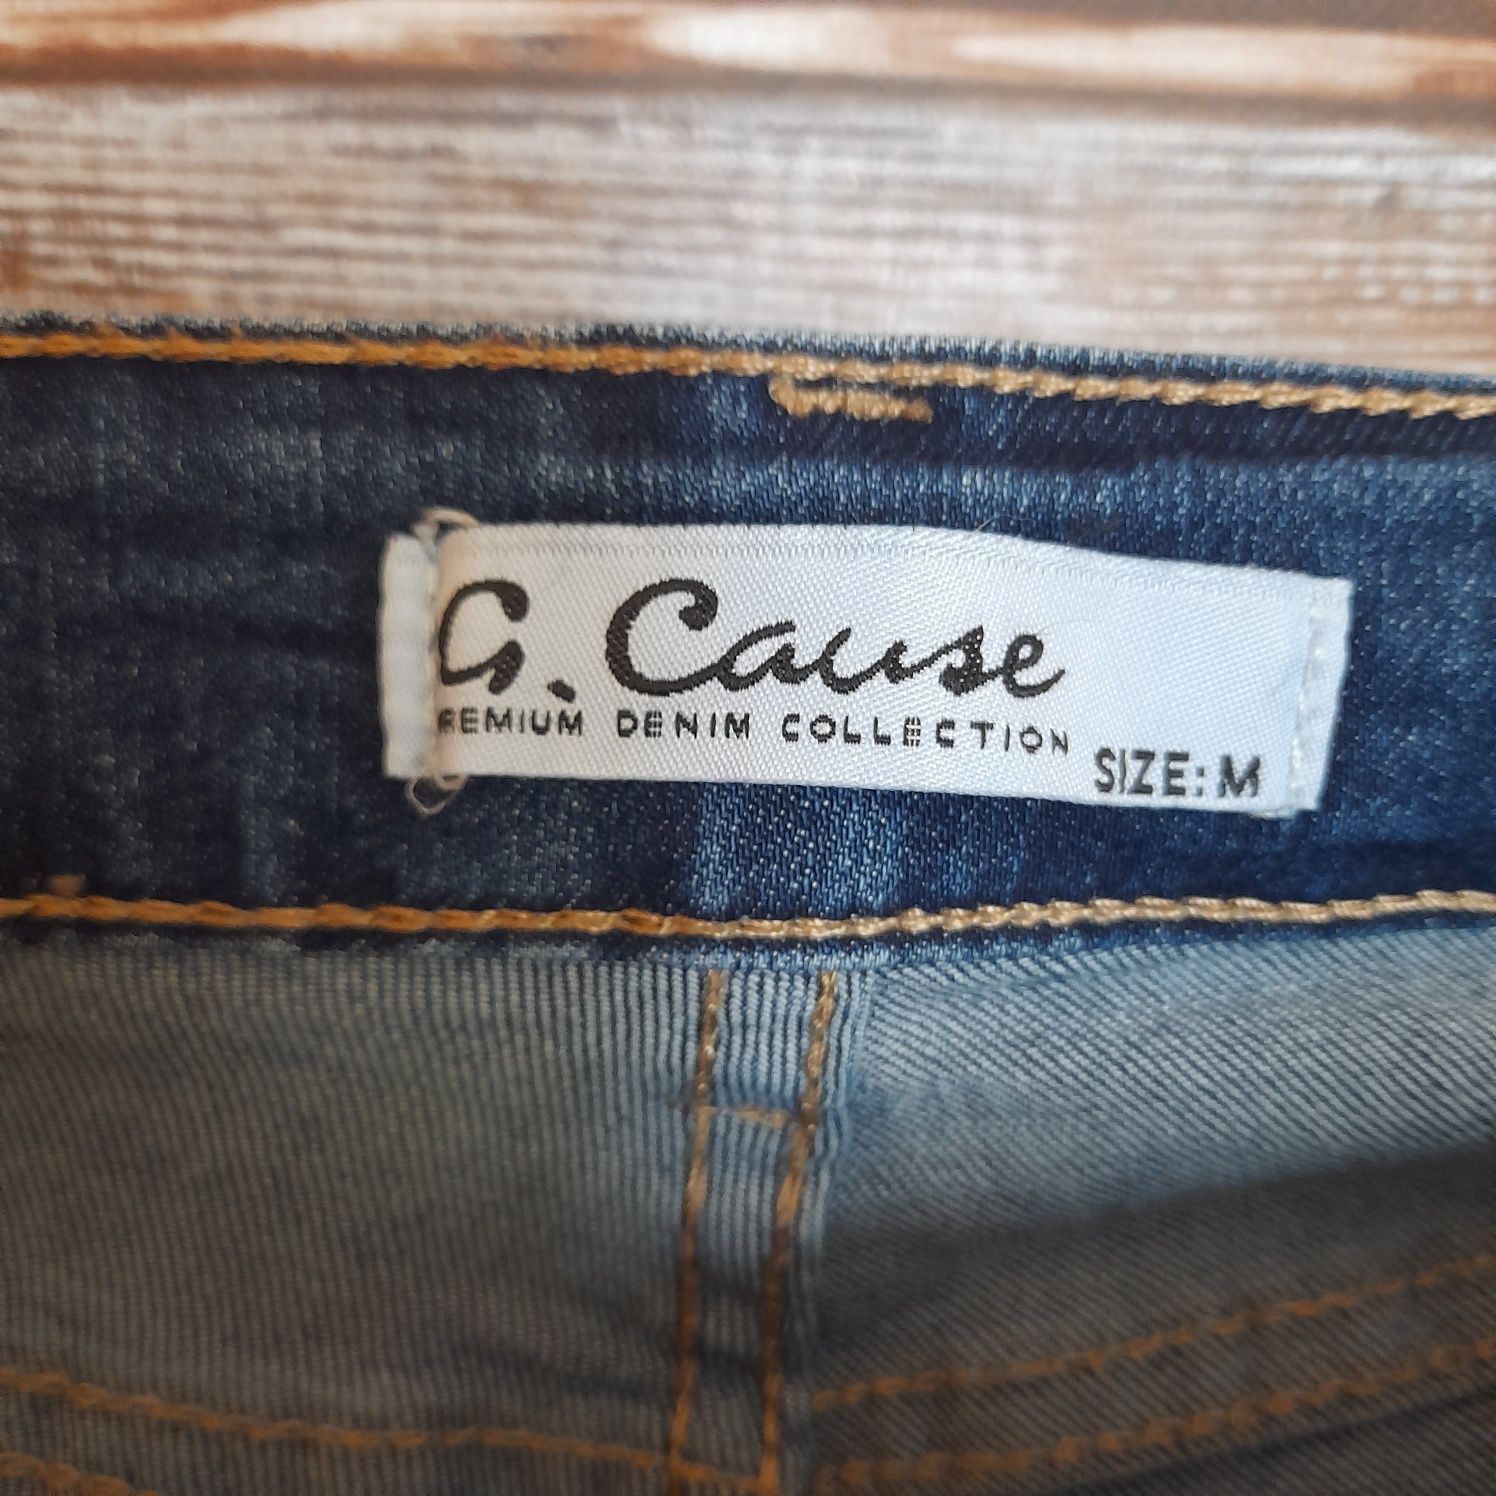 G. Cause
REMIUM DENIM COLLECTION
SIZE: M